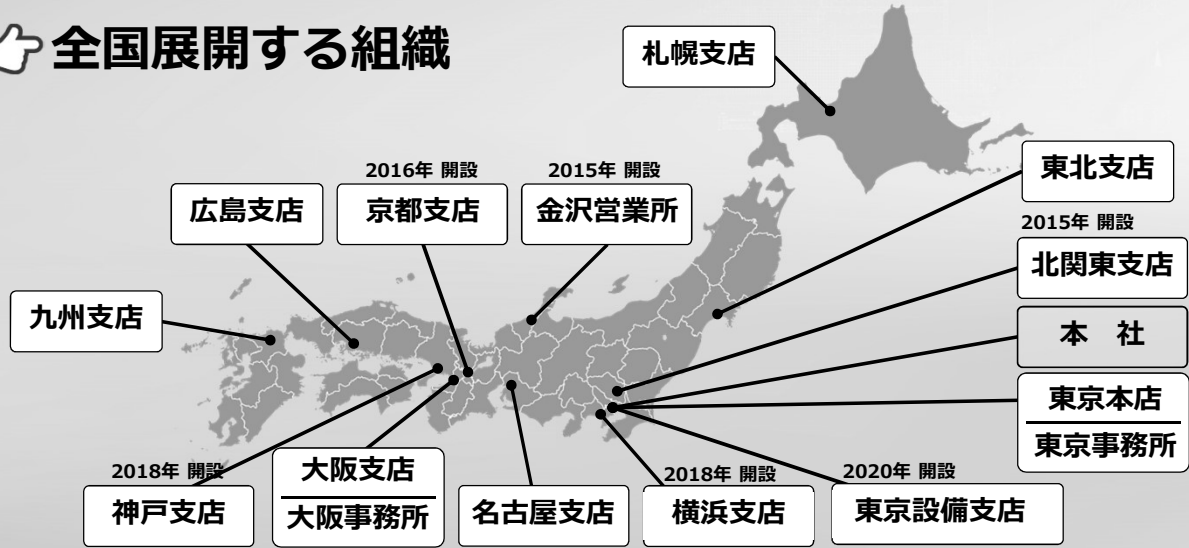 全国展開する組織
札幌支店
東北支店
2016年 開設
京都支店
2015年 開設
金沢営業所
広島支店
2015年 開設
北関東支店
九州支店
本 社
東京本店
東京事務所
2018年 開設
神戸支店
大阪支店
大阪事務所
名古屋支店
2018年 開設
横浜支店
2020年 開設
東京設備支店